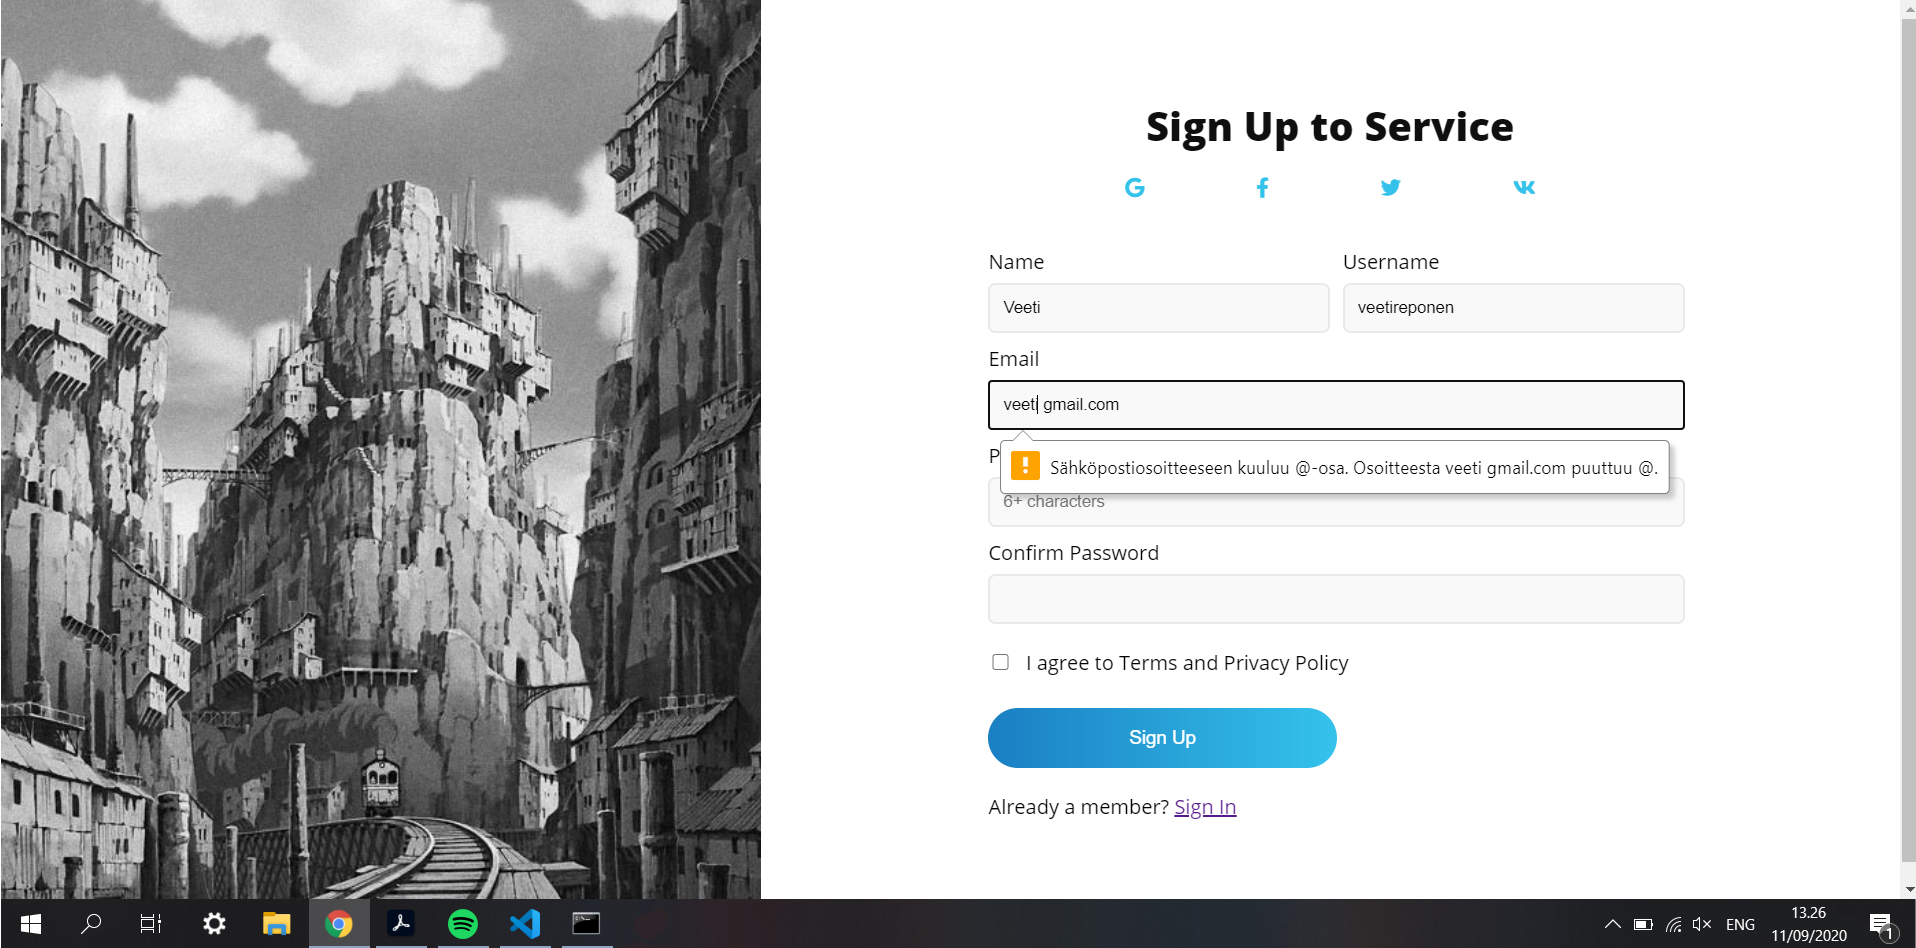 Sign Up to Service
Name
Username
Veeti
veetireponen
Email
veeti gmail.com
P
Sähköpostiosoitteeseen kuuluu @-osa. Osoitteesta veeti gmail.com puuttuu @.
6+ characters
Confirm Password
I agree to Terms and Privacy Policy
Sign Up
Already a member? Sign In
ENG
13.26
11/09/2020
1